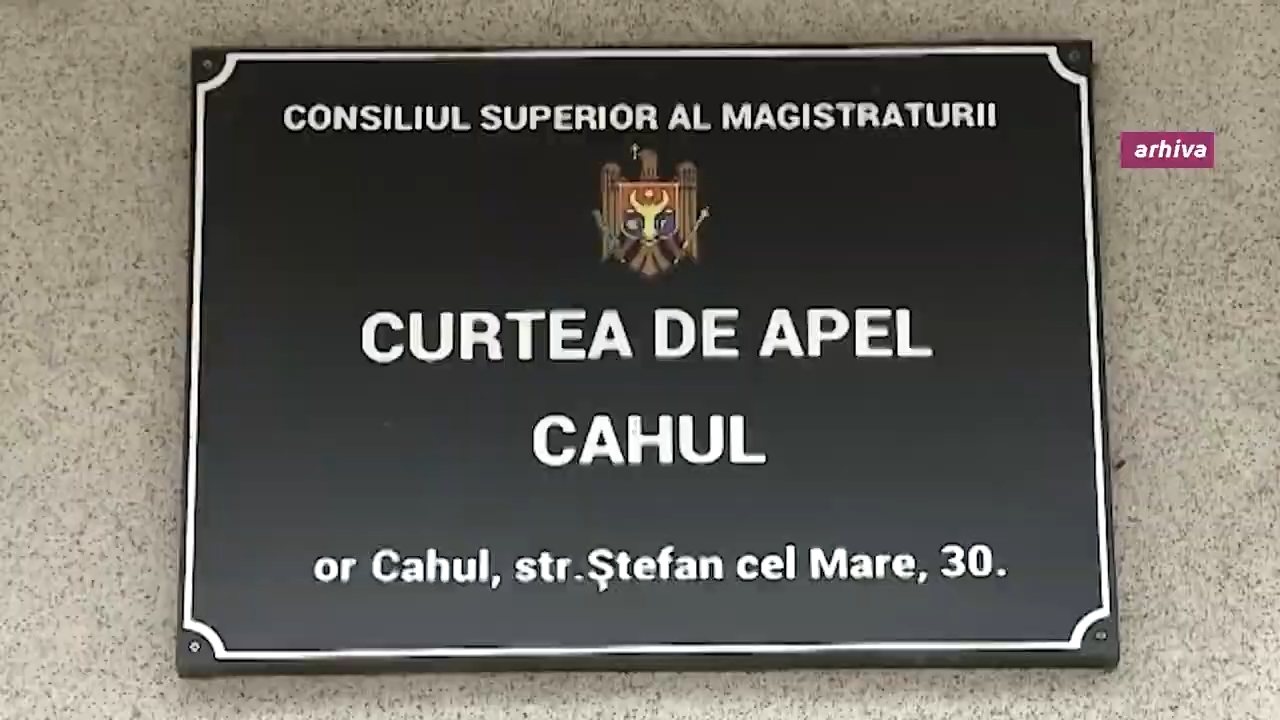 CONSILIUL SUPERIOR AL MAGISTRATURII
arhiva
CURTEA DE APEL
CAHUL
or Cahul, str.Ştefan cel Mare, 30.